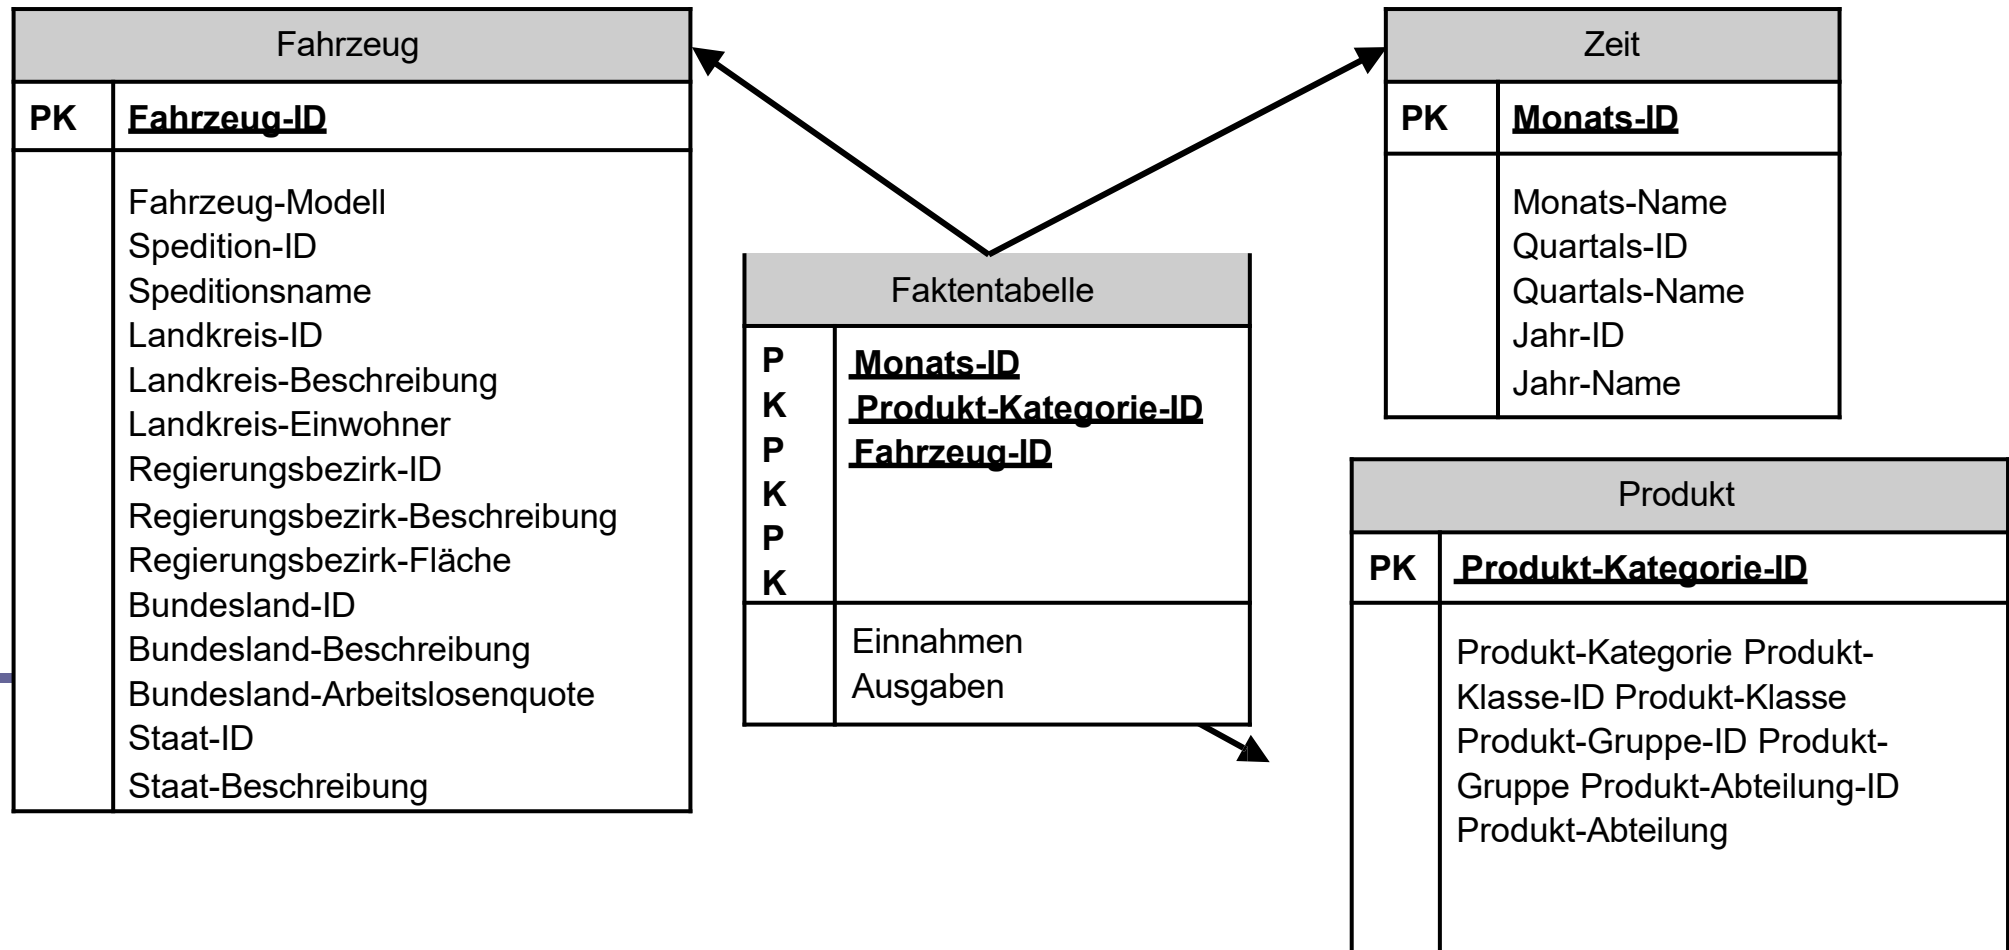 Fahrzeug
PK Fahrzeug-ID
Fahrzeug-Modell
Spedition-ID
Speditionsname
Landkreis-ID
Landkreis-Beschreibung
Landkreis-Einwohner
Regierungsbezirk-ID
Regierungsbezirk-Beschreibung
Regierungsbezirk-Fläche
Bundesland-ID
Bundesland-Beschreibung
Bundesland-Arbeitslosenquote
Staat-ID
Staat-Beschreibung
Faktentabelle
P Monats-ID
K Produkt-Kategorie-ID
P Fahrzeug-ID
K
P
K
Einnahmen
Ausgaben
Zeit
PK Monats-ID
Monats-Name
Quartals-ID
Quartals-Name
Jahr-ID
Jahr-Name
Produkt
PK Produkt-Kategorie-ID
Produkt-Kategorie Produkt-
Klasse-ID Produkt-Klasse
Produkt-Gruppe-ID Produkt-
Gruppe Produkt-Abteilung-ID
Produkt-Abteilung